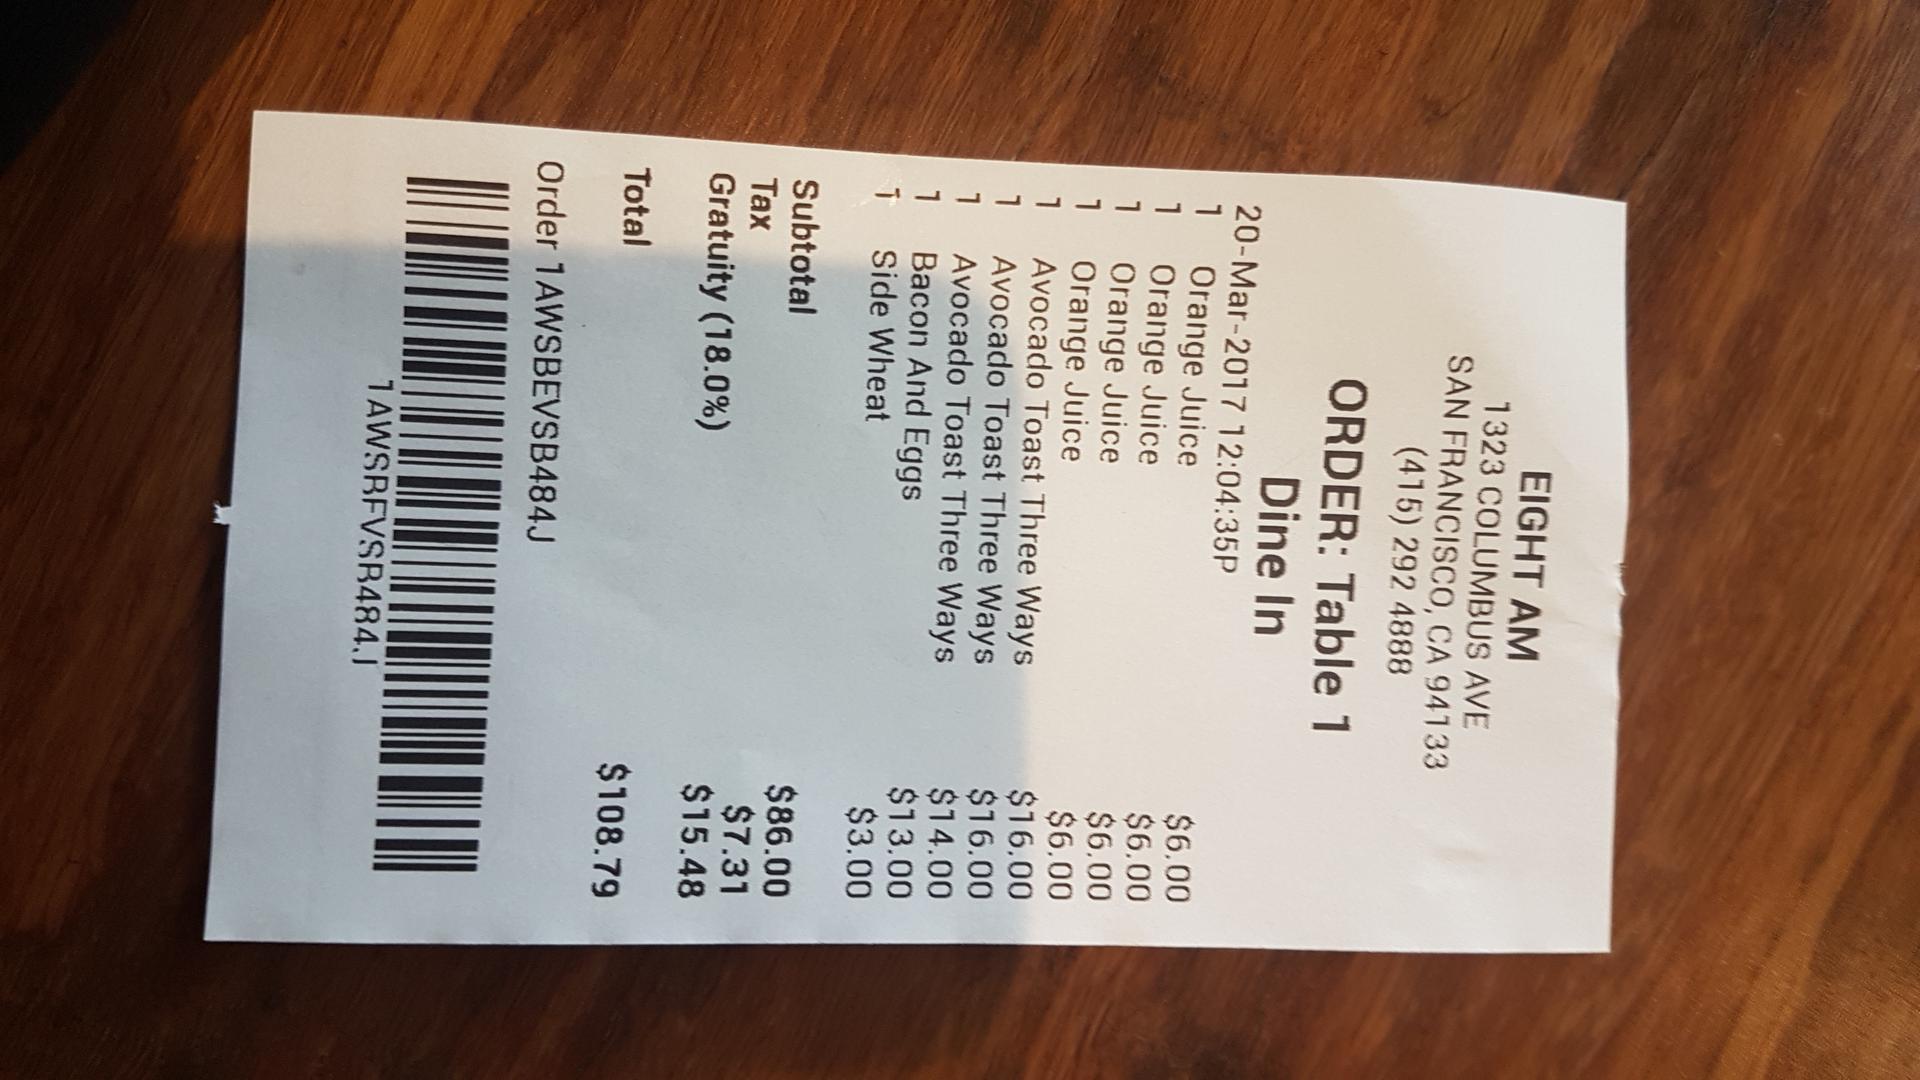 EIGHT AM
1323 COLUMBUS AVE
SAN FRANCISCO, CA 94133
(415) 292 4888
ORDER: Table 1
Dine In
20-Mar-2017 12:04:35P
1 Orange Juice $6.00
1 Orange Juice $6.00
1 Orange Juice $6.00
1 Orange Juice $6.00
1 Avocado Toast Three Ways $16.00
1 Avocado Toast Three Ways $16.00
1 Avocado Toast Three Ways $14.00
1 Bacon And Eggs $13.00
1 Side Wheat $3.00
Subtotal $86.00
Tax $7.31
Gratuity (18.0%) $15.48
Total $108.79
Order 1AWSBEVSB484J
1AWSBEVSB484J